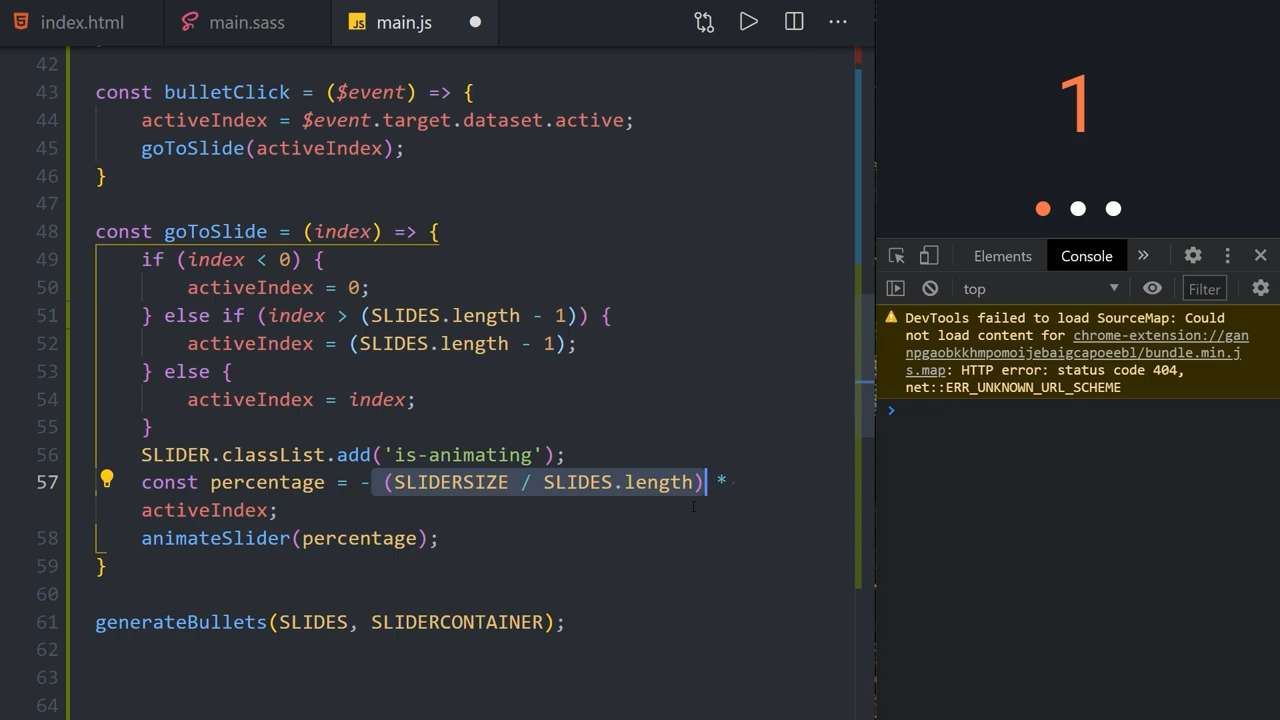 index.html main.sass JS main.js
42
43 const bulletClick = ($event) => {
44 activeIndex = $event.target.dataset.active;
45 goToSlide(activeIndex);
46 }
47
48 const goToSlide = (index) => {
49 if (index < 0) {
50 activeIndex = 0;
51 } else if (index > (SLIDES.length - 1)) {
52 activeIndex = (SLIDES.length - 1);
53 } else {
54 activeIndex = index;
55 }
56 SLIDER.classList.add('is-animating');
57 const percentage = - (SLIDERSIZE / SLIDES.length) *
activeIndex;
58 animateSlider(percentage);
59 }
60
61 generateBullets(SLIDES, SLIDERCONTAINER);
62
63
64
1
Elements Console
top Filter
DevTools failed to load SourceMap: Could
not load content for chrome-extension://gan
npgaobkkhmpomoijebaigcapoeebl/bundle.min.j
s.map: HTTP error: status code 404,
net::ERR_UNKNOWN_URL_SCHEME